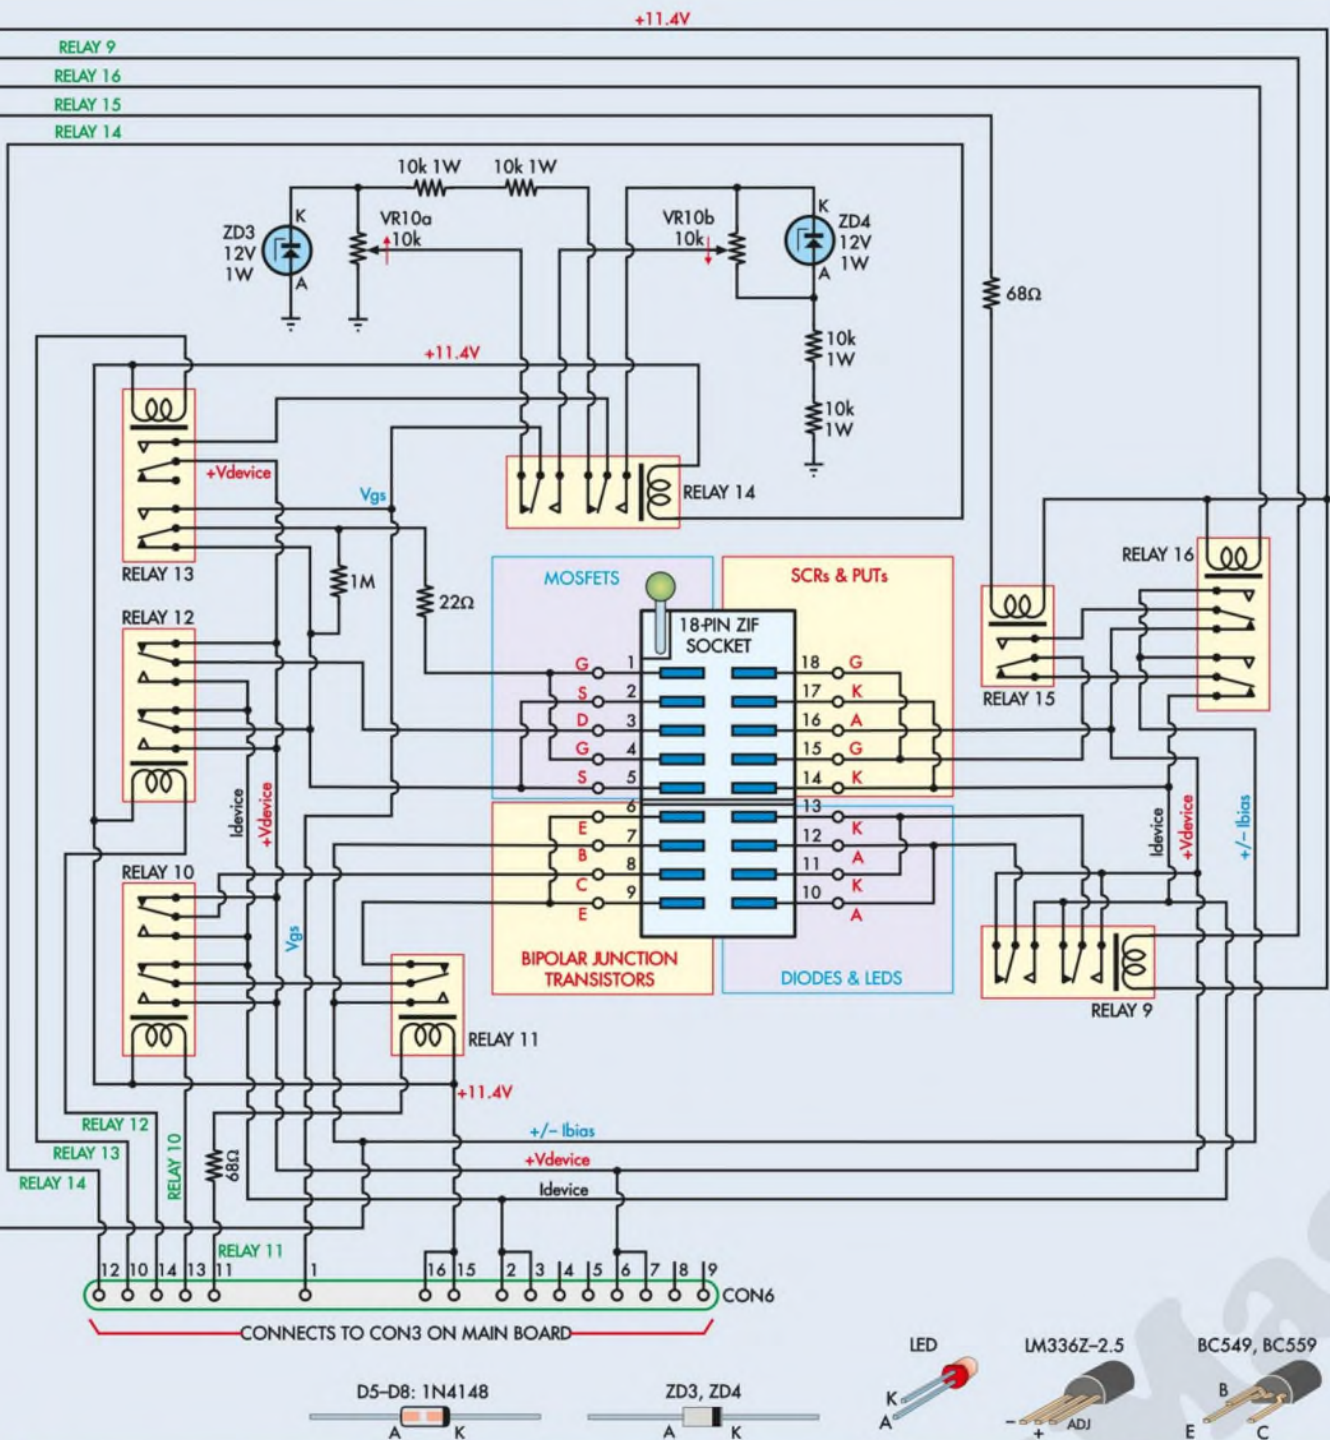 +11.4V
RELAY 9
RELAY 16
RELAY 15
RELAY 14
10k 1W
10k 1W
K
ZD3
12V
1W
A
VR10a
10k
VR10b
10k
K
ZD4
12V
1W
A
68Ω
10k
1W
10k
1W
+11.4V
+Vdevice
Vgs
RELAY 14
RELAY 13
1M
22Ω
RELAY 16
RELAY 15
RELAY 12
MOSFETS
SCRs & PUTs
18-PIN ZIF
SOCKET
G 1
S 2
D 3
G 4
S 5
6
E
7
B
8
C
9
E
18 G
17 K
16 A
15 G
14 K
13
K
12
A
11
K
10
A
Idevice
+Vdevice
Idevice
+Vdevice
+/– Ibias
RELAY 10
Vgs
BIPOLAR JUNCTION
TRANSISTORS
DIODES & LEDS
RELAY 9
RELAY 11
+11.4V
RELAY 12
RELAY 13
RELAY 14
RELAY 10
68Ω
RELAY 11
+/– Ibias
+Vdevice
Idevice
12 10 14 13 11 1 16 15 2 3 4 5 6 7 8 9
CON6
CONNECTS TO CON3 ON MAIN BOARD
D5–D8: 1N4148
A K
ZD3, ZD4
A K
LED
K
A
LM336Z–2.5
–
+
ADJ
BC549, BC559
B
E
C